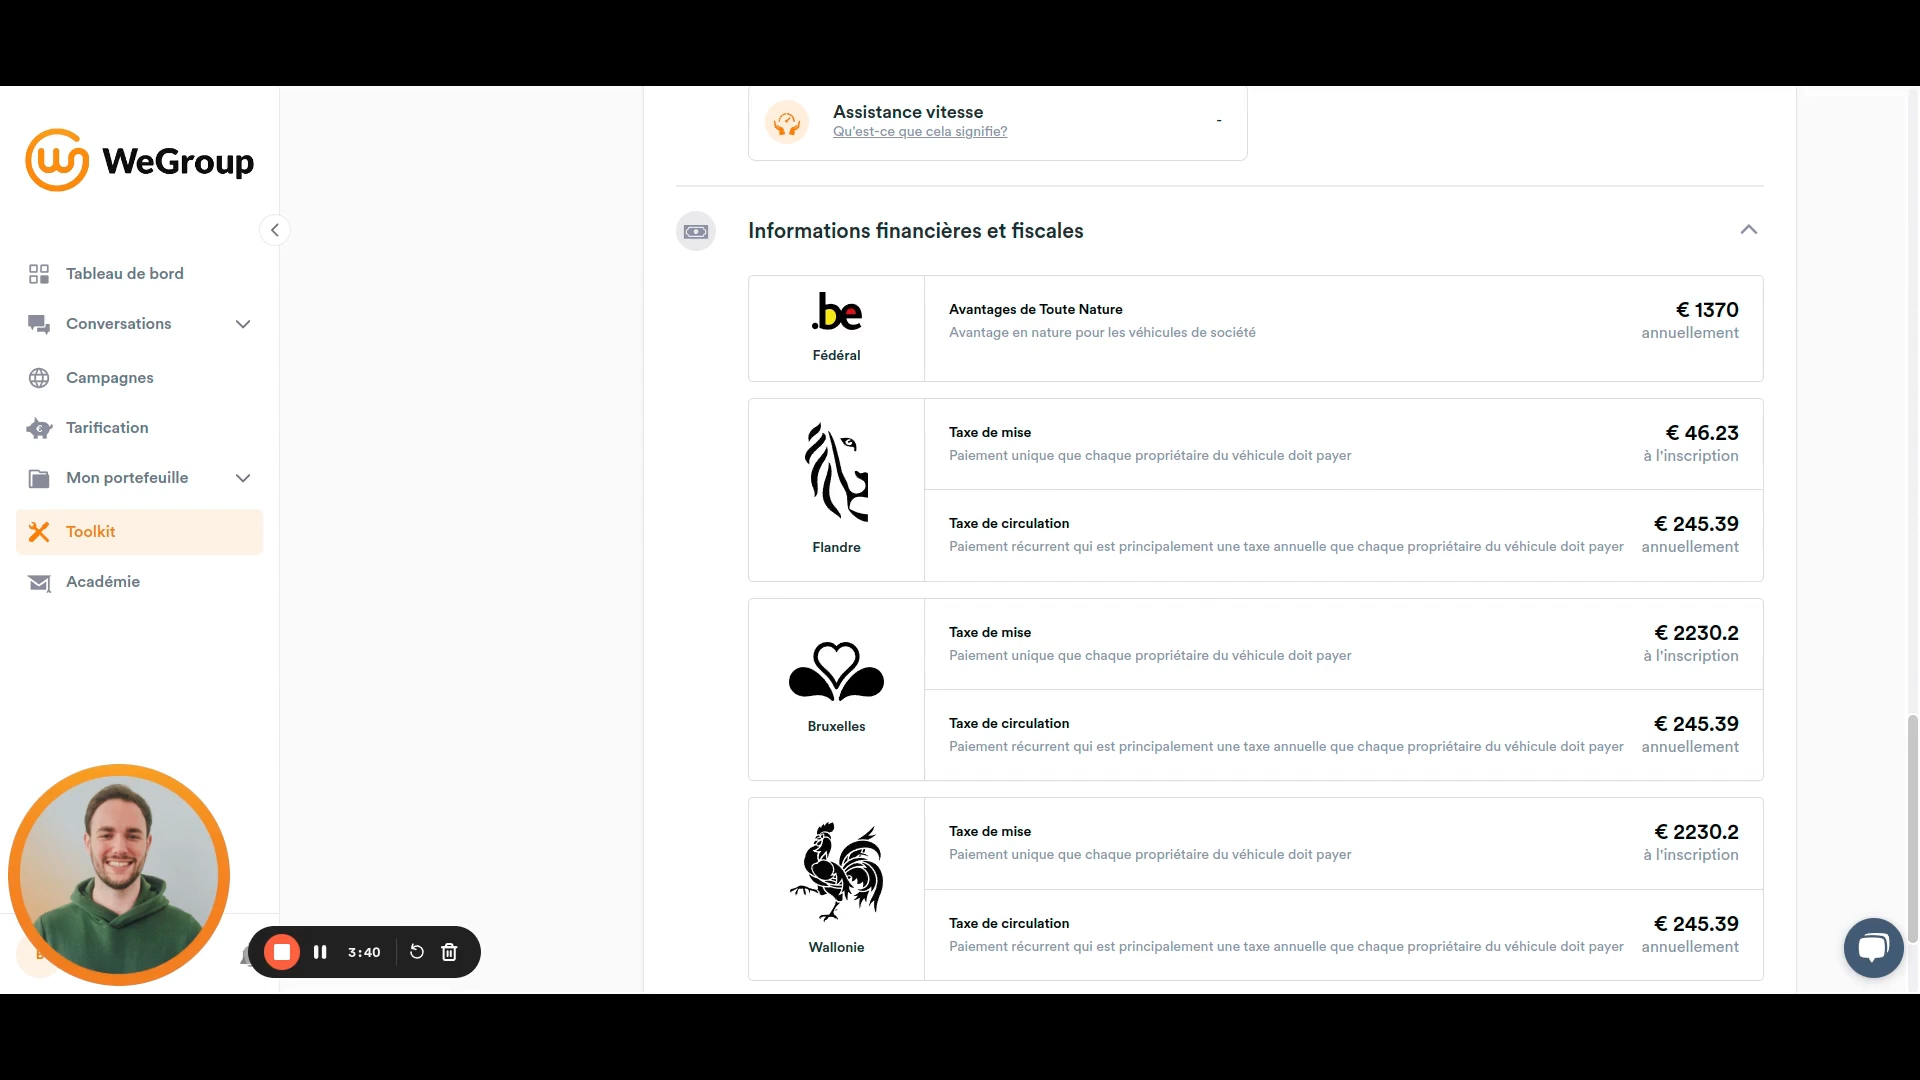 WeGroup
Tableau de bord
Conversations
Campagnes
Tarification
Mon portefeuille
Toolkit
Académie
3:40
Assistance vitesse
Qu'est-ce que cela signifie?
-
Informations financières et fiscales
.be
Fédéral
Avantages de Toute Nature
€ 1370
Avantage en nature pour les véhicules de société
annuellement
Flandre
Taxe de mise
€ 46.23
Paiement unique que chaque propriétaire du véhicule doit payer
à l'inscription
Taxe de circulation
€ 245.39
Paiement récurrent qui est principalement une taxe annuelle que chaque propriétaire du véhicule doit payer
annuellement
Bruxelles
Taxe de mise
€ 2230.2
Paiement unique que chaque propriétaire du véhicule doit payer
à l'inscription
Taxe de circulation
€ 245.39
Paiement récurrent qui est principalement une taxe annuelle que chaque propriétaire du véhicule doit payer
annuellement
Wallonie
Taxe de mise
€ 2230.2
Paiement unique que chaque propriétaire du véhicule doit payer
à l'inscription
Taxe de circulation
€ 245.39
Paiement récurrent qui est principalement une taxe annuelle que chaque propriétaire du véhicule doit payer
annuellement